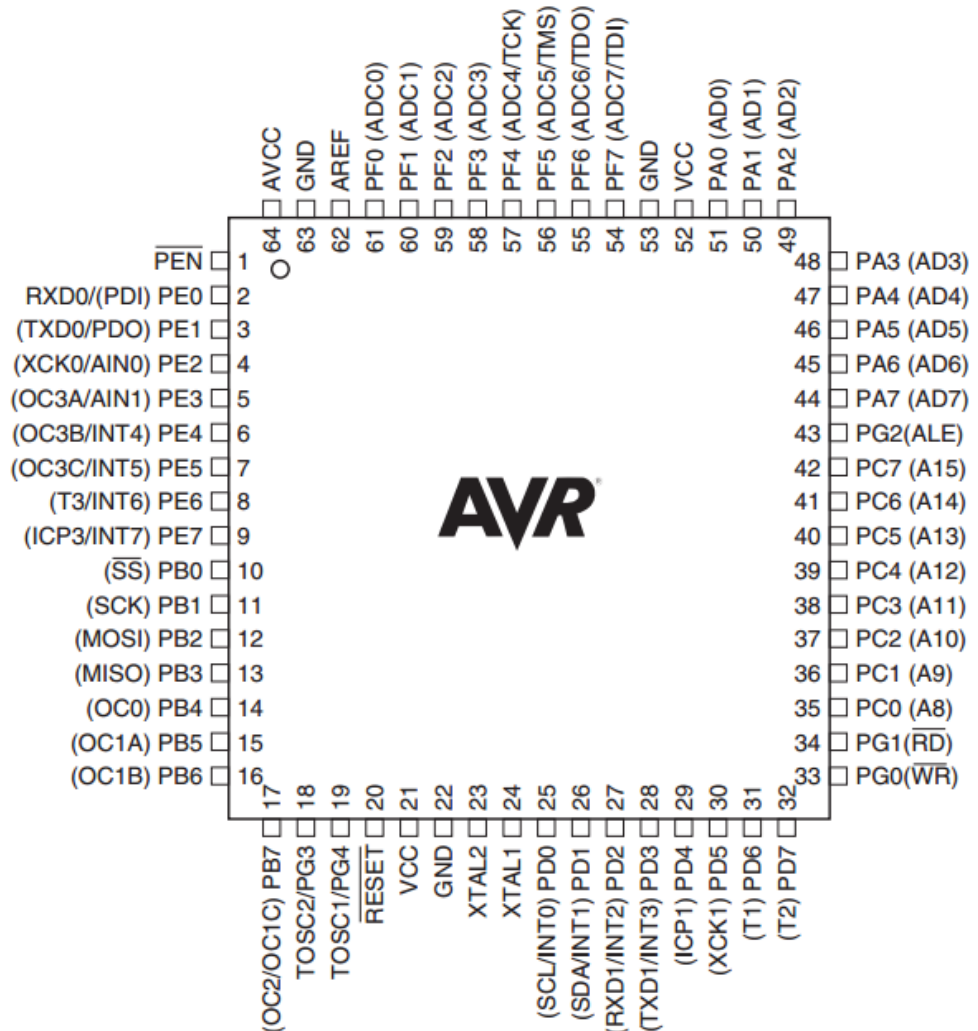 AVCC
GND
AREF
PF0 (ADC0)
PF1 (ADC1)
PF2 (ADC2)
PF3 (ADC3)
PF4 (ADC4/TCK)
PF5 (ADC5/TMS)
PF6 (ADC6/TDO)
PF7 (ADC7/TDI)
GND
VCC
PA0 (AD0)
PA1 (AD1)
PA2 (AD2)
64
63
62
61
60
59
58
57
56
55
54
53
52
51
50
49
P̅E̅N̅ 1
RXD0/(PDI) PE0 2
(TXD0/PDO) PE1 3
(XCK0/AIN0) PE2 4
(OC3A/AIN1) PE3 5
(OC3B/INT4) PE4 6
(OC3C/INT5) PE5 7
(T3/INT6) PE6 8
(ICP3/INT7) PE7 9
(S̅S̅) PB0 10
(SCK) PB1 11
(MOSI) PB2 12
(MISO) PB3 13
(OC0) PB4 14
(OC1A) PB5 15
(OC1B) PB6 16
AVR®
48 PA3 (AD3)
47 PA4 (AD4)
46 PA5 (AD5)
45 PA6 (AD6)
44 PA7 (AD7)
43 PG2(ALE)
42 PC7 (A15)
41 PC6 (A14)
40 PC5 (A13)
39 PC4 (A12)
38 PC3 (A11)
37 PC2 (A10)
36 PC1 (A9)
35 PC0 (A8)
34 PG1(R̅D̅)
33 PG0(W̅R̅)
17
18
19
20
21
22
23
24
25
26
27
28
29
30
31
32
(OC2/OC1C) PB7
TOSC2/PG3
TOSC1/PG4
R̅E̅S̅E̅T̅
VCC
GND
XTAL2
XTAL1
(SCL/INT0) PD0
(SDA/INT1) PD1
(RXD1/INT2) PD2
(TXD1/INT3) PD3
(ICP1) PD4
(XCK1) PD5
(T1) PD6
(T2) PD7